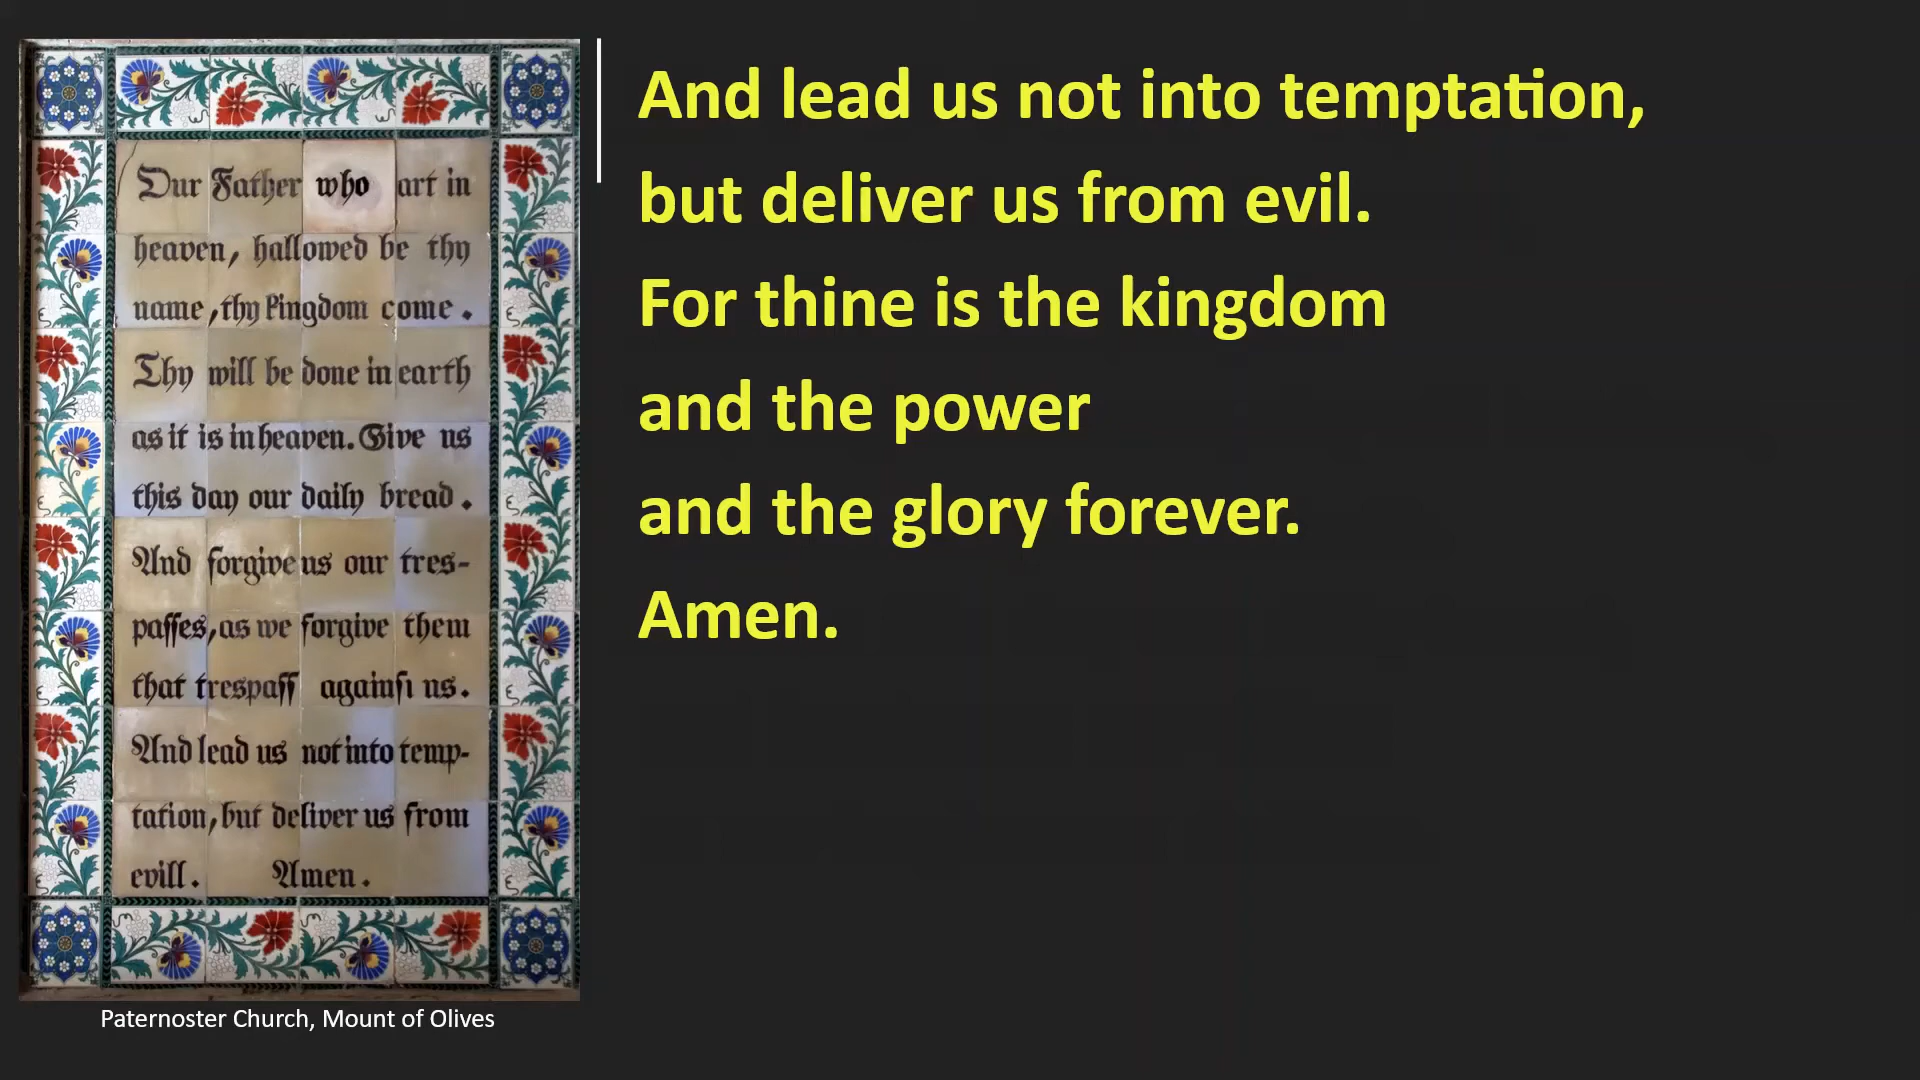 Our Father who art in
heaven, hallowed be thy
name, thy kingdom come.
Thy will be done in earth
as it is in heaven. Give us
this day our daily bread.
And forgive us our tres-
paſſes, as we forgive them
that trespaſſ againſt us.
And lead us not into temp-
tation, but deliver us from
evill. Amen.
Paternoster Church, Mount of Olives
And lead us not into temptation,
but deliver us from evil.
For thine is the kingdom
and the power
and the glory forever.
Amen.